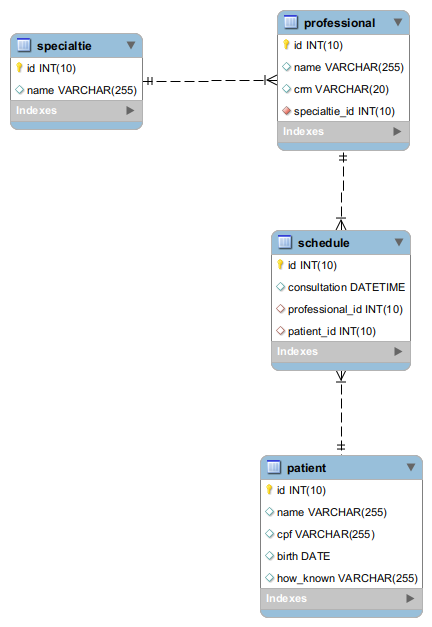 specialtie
id INT(10)
name VARCHAR(255)
Indexes
professional
id INT(10)
name VARCHAR(255)
crm VARCHAR(20)
specialtie_id INT(10)
Indexes
schedule
id INT(10)
consultation DATETIME
professional_id INT(10)
patient_id INT(10)
Indexes
patient
id INT(10)
name VARCHAR(255)
cpf VARCHAR(255)
birth DATE
how_known VARCHAR(255)
Indexes